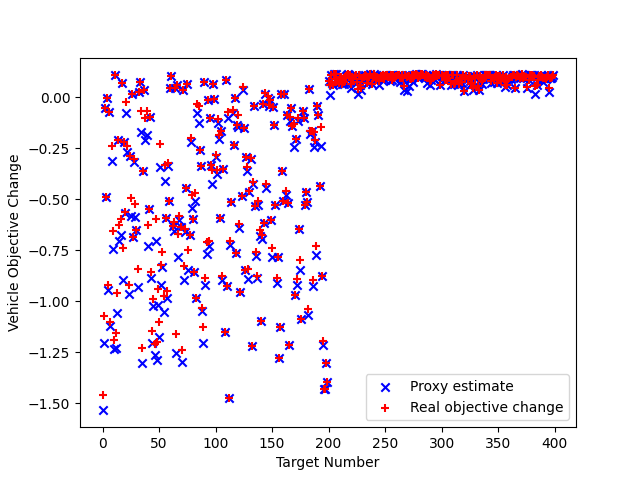 Vehicle Objective Change
0.00
−0.25
−0.50
−0.75
−1.00
−1.25
−1.50
Proxy estimate
Real objective change
0 50 100 150 200 250 300 350 400
Target Number